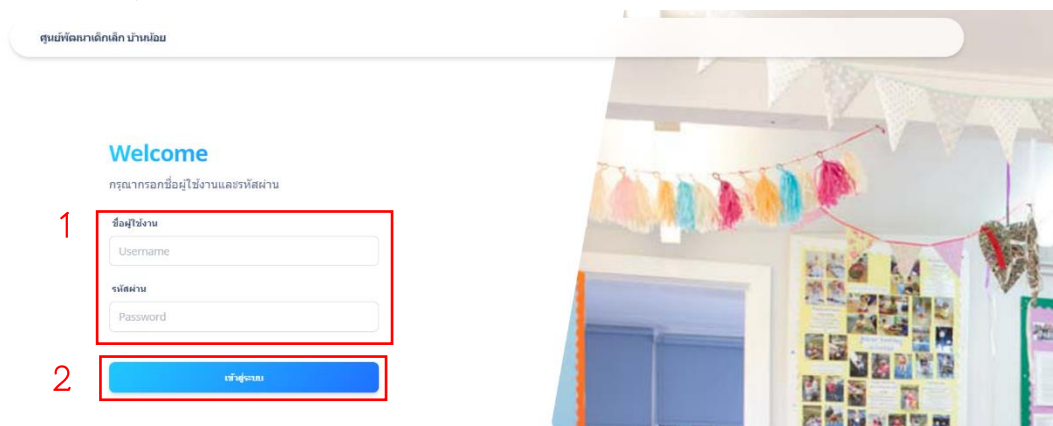 ศูนย์พัฒนาเด็กเล็ก บ้านน้อย
Welcome
กรุณากรอกชื่อผู้ใช้งานและรหัสผ่าน
1
ชื่อผู้ใช้งาน
Username
รหัสผ่าน
Password
2
เข้าสู่ระบบ